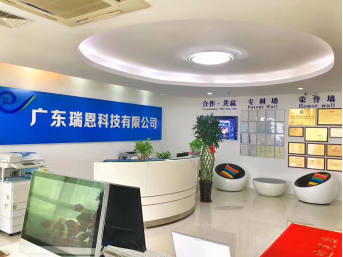 广东瑞恩科技有限公司
合作·共赢
专利墙
Patent Wall
荣誉墙
Honor wall